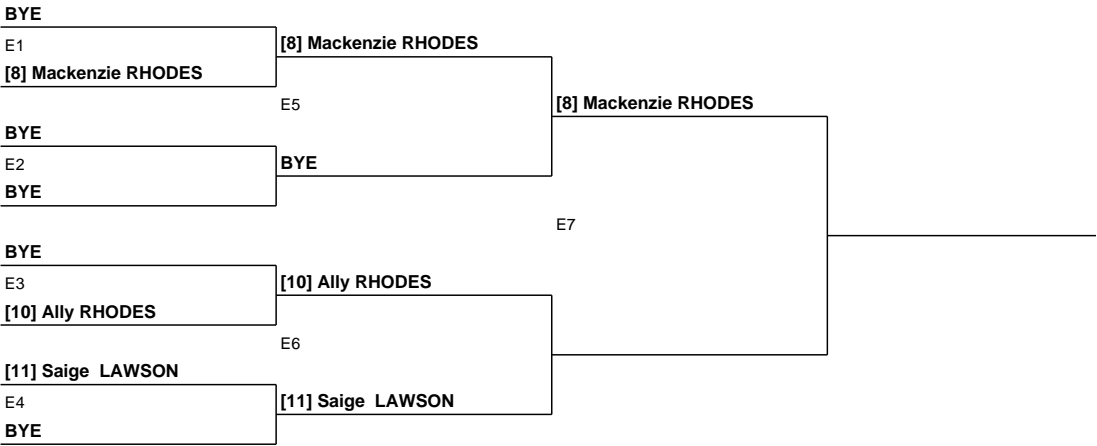 BYE
E1
[8] Mackenzie RHODES
[8] Mackenzie RHODES
E5
[8] Mackenzie RHODES
BYE
E2
BYE
BYE
E7
BYE
E3
[10] Ally RHODES
[10] Ally RHODES
E6
[11] Saige LAWSON
E4
[11] Saige LAWSON
BYE